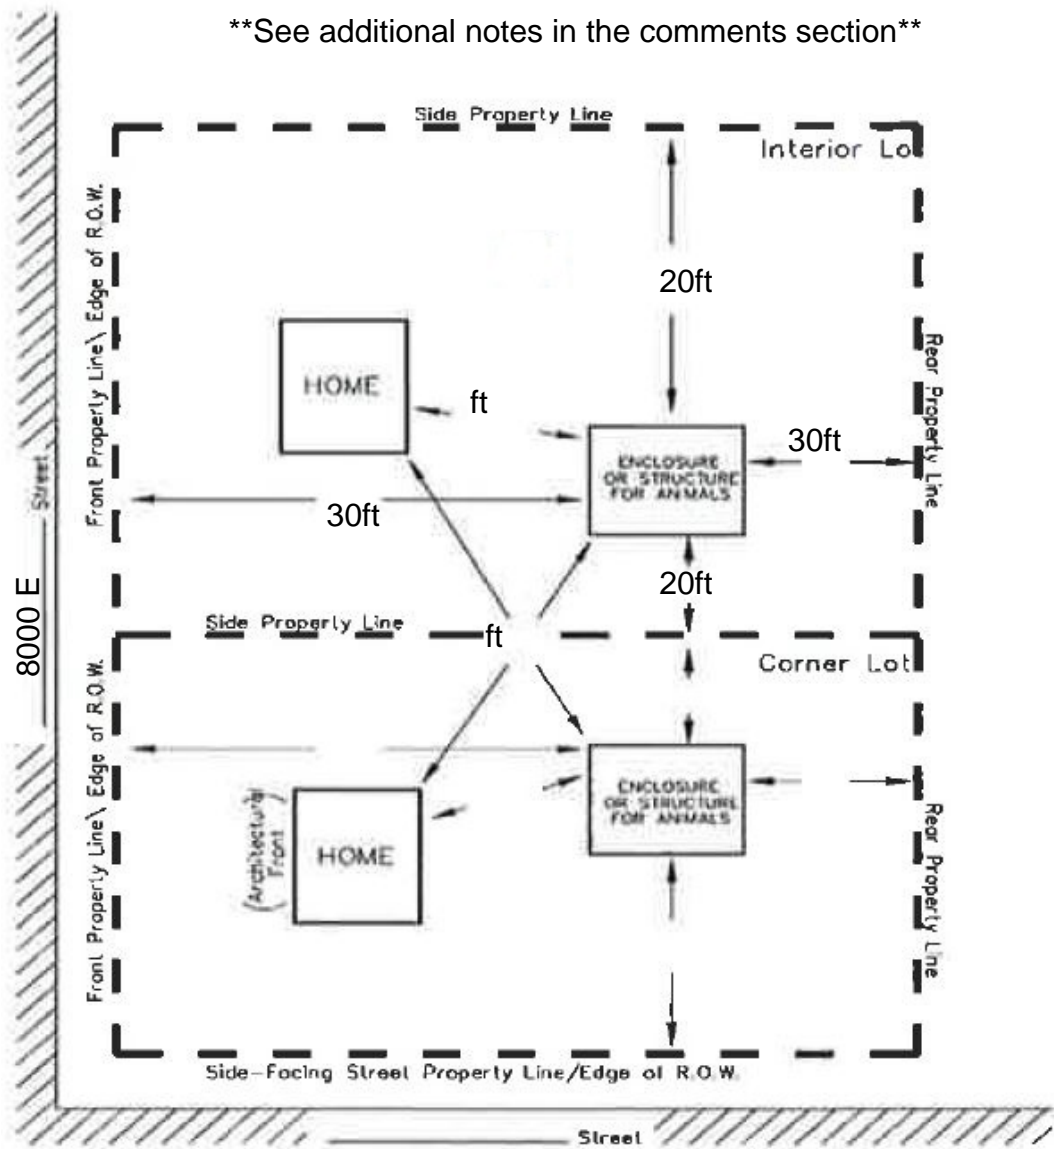 **See additional notes in the comments section**
Side Property Line
Interior Lo
Front Property Line\ Edge of R.O.W.
20ft
Rear Property Line
HOME
ft
ENCLOSURE
OR STRUCTURE
FOR ANIMALS
30ft
Street
30ft
20ft
8000 E
Side Property Line
ft
Corner Lot
Front Property Line\ Edge of R.O.W.
(Architectural
Front)
HOME
ENCLOSURE
OR STRUCTURE
FOR ANIMALS
Rear Property Line
Side-Facing Street Property Line/Edge of R.O.W.
Street